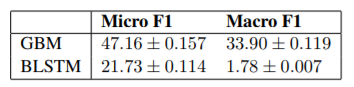 Micro F1 Macro F1
GBM 47.16 ± 0.157 33.90 ± 0.119
BLSTM 21.73 ± 0.114 1.78 ± 0.007